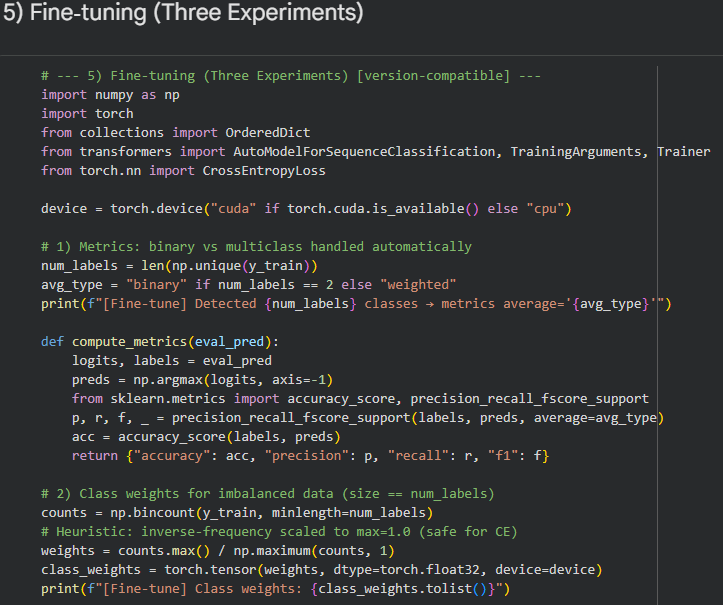 5) Fine-tuning (Three Experiments)
# --- 5) Fine-tuning (Three Experiments) [version-compatible] ---
import numpy as np
import torch
from collections import OrderedDict
from transformers import AutoModelForSequenceClassification, TrainingArguments, Trainer
from torch.nn import CrossEntropyLoss
device = torch.device("cuda" if torch.cuda.is_available() else "cpu")
# 1) Metrics: binary vs multiclass handled automatically
num_labels = len(np.unique(y_train))
avg_type = "binary" if num_labels == 2 else "weighted"
print(f"[Fine-tune] Detected {num_labels} classes → metrics average='{avg_type}'")
def compute_metrics(eval_pred):
    logits, labels = eval_pred
    preds = np.argmax(logits, axis=-1)
    from sklearn.metrics import accuracy_score, precision_recall_fscore_support
    p, r, f, _ = precision_recall_fscore_support(labels, preds, average=avg_type)
    acc = accuracy_score(labels, preds)
    return {"accuracy": acc, "precision": p, "recall": r, "f1": f}
# 2) Class weights for imbalanced data (size == num_labels)
counts = np.bincount(y_train, minlength=num_labels)
# Heuristic: inverse-frequency scaled to max=1.0 (safe for CE)
weights = counts.max() / np.maximum(counts, 1)
class_weights = torch.tensor(weights, dtype=torch.float32, device=device)
print(f"[Fine-tune] Class weights: {class_weights.tolist()}")